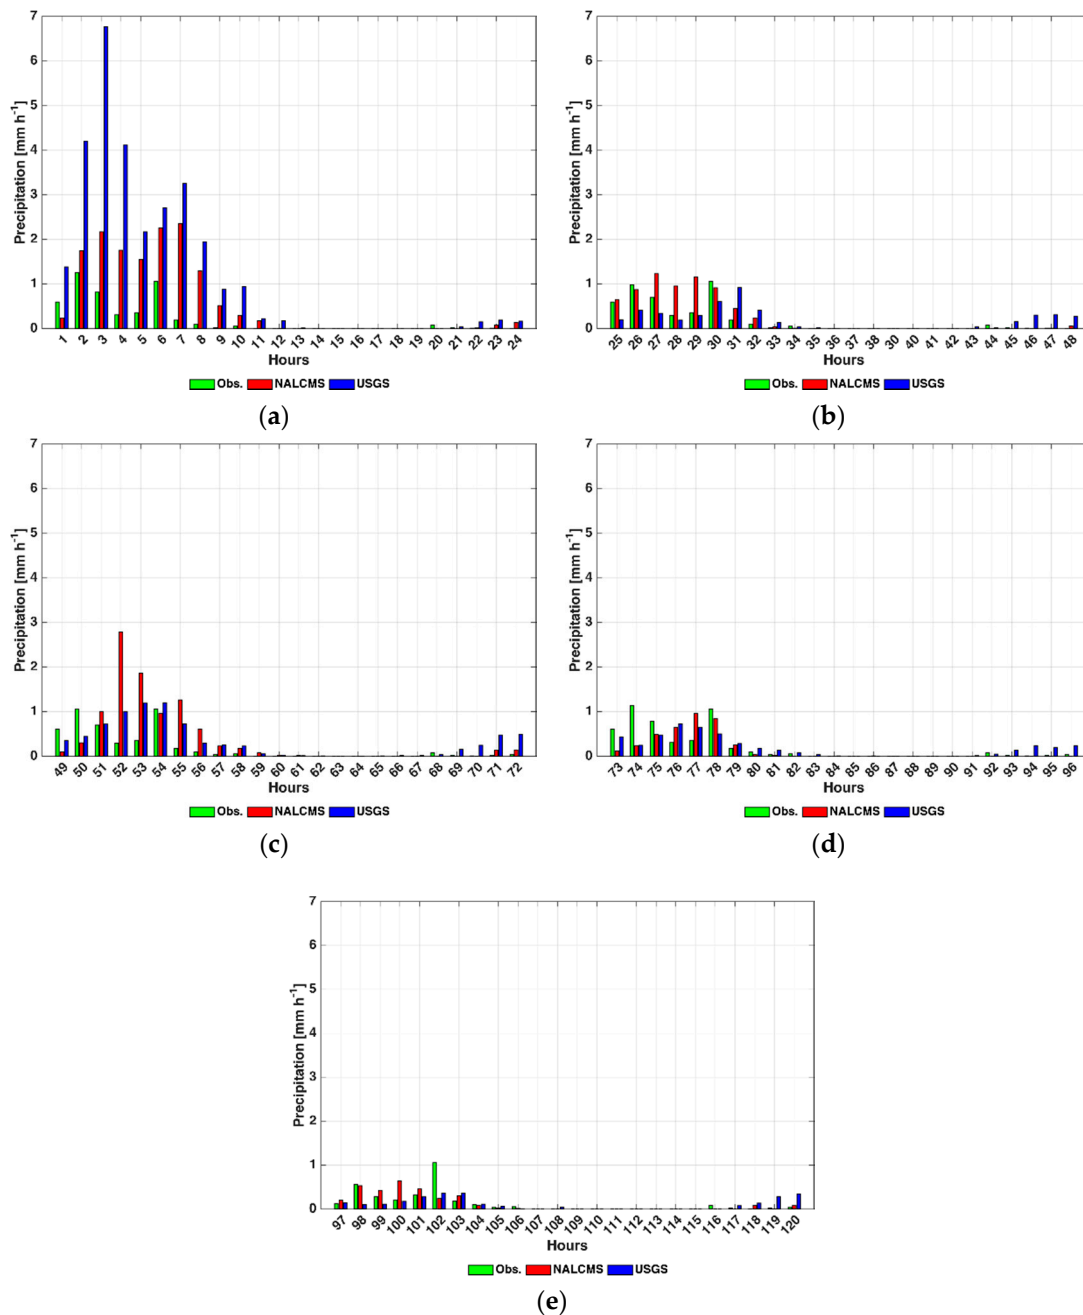 7
6
5
4
3
2
1
0
Precipitation [mm h⁻¹]
1 2 3 4 5 6 7 8 9 10 11 12 13 14 15 16 17 18 19 20 21 22 23 24
Hours
Obs. NALCMS USGS
(a)
7
6
5
4
3
2
1
0
Precipitation [mm h⁻¹]
25 26 27 28 29 30 31 32 33 34 35 36 37 38 30 40 41 42 43 44 45 46 47 48
Hours
Obs. NALCMS USGS
(b)
7
6
5
4
3
2
1
0
Precipitation [mm h⁻¹]
49 50 51 52 53 54 55 56 57 58 59 60 61 62 63 64 65 66 67 68 69 70 71 72
Hours
Obs. NALCMS USGS
(c)
7
6
5
4
3
2
1
0
Precipitation [mm h⁻¹]
73 74 75 76 77 78 79 80 81 82 83 84 85 86 87 88 89 90 91 92 93 94 95 96
Hours
Obs. NALCMS USGS
(d)
7
6
5
4
3
2
1
0
Precipitation [mm h⁻¹]
97 98 99 100 101 102 103 104 105 106 107 108 109 110 111 112 113 114 115 116 117 118 119 120
Hours
Obs. NALCMS USGS
(e)